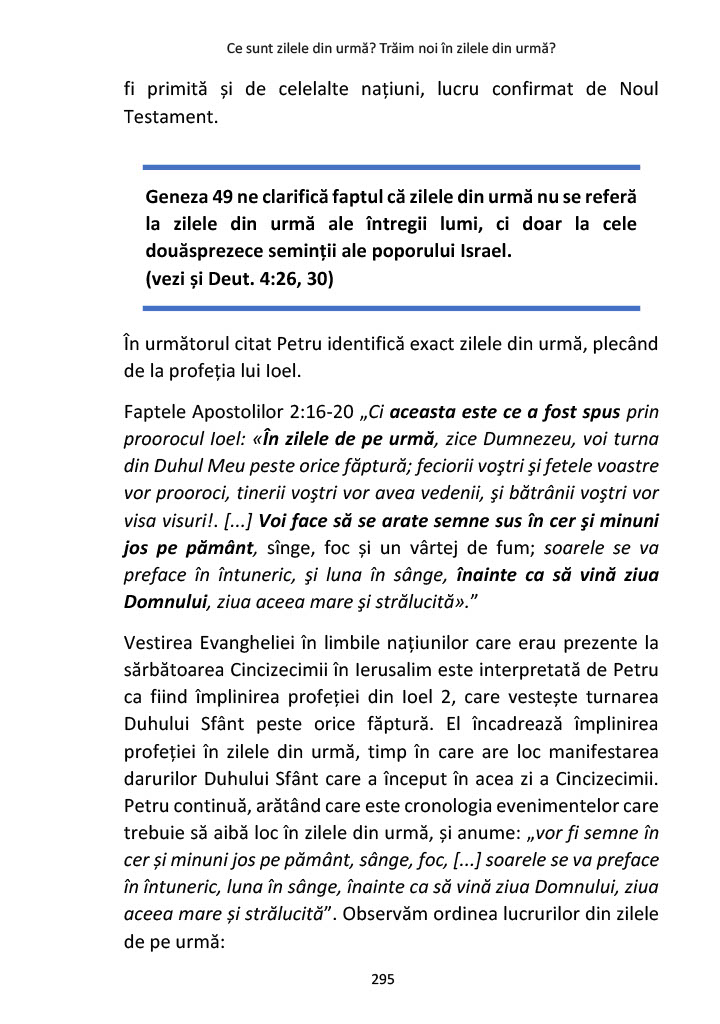 Ce sunt zilele din urmă? Trăim noi în zilele din urmă?
fi primită și de celelalte națiuni, lucru confirmat de Noul
Testament.
Geneza 49 ne clarifică faptul că zilele din urmă nu se referă
la zilele din urmă ale întregii lumi, ci doar la cele
douăsprezece seminții ale poporului Israel.
(vezi și Deut. 4:26, 30)
În următorul citat Petru identifică exact zilele din urmă, plecând
de la profeția lui Ioel.
Faptele Apostolilor 2:16-20 „Ci aceasta este ce a fost spus prin
proorocul Ioel: «În zilele de pe urmă, zice Dumnezeu, voi turna
din Duhul Meu peste orice făptură; feciorii voştri şi fetele voastre
vor prooroci, tinerii voştri vor avea vedenii, şi bătrânii voştri vor
visa visuri!. [...] Voi face să se arate semne sus în cer şi minuni
jos pe pământ, sînge, foc și un vârtej de fum; soarele se va
preface în întuneric, şi luna în sânge, înainte ca să vină ziua
Domnului, ziua aceea mare şi strălucită».”
Vestirea Evangheliei în limbile națiunilor care erau prezente la
sărbătoarea Cincizecimii în Ierusalim este interpretată de Petru
ca fiind împlinirea profeției din Ioel 2, care vestește turnarea
Duhului Sfânt peste orice făptură. El încadrează împlinirea
profeției în zilele din urmă, timp în care are loc manifestarea
darurilor Duhului Sfânt care a început în acea zi a Cincizecimii.
Petru continuă, arătând care este cronologia evenimentelor care
trebuie să aibă loc în zilele din urmă, și anume: „vor fi semne în
cer și minuni jos pe pământ, sânge, foc, [...] soarele se va preface
în întuneric, luna în sânge, înainte ca să vină ziua Domnului, ziua
aceea mare și strălucită”. Observăm ordinea lucrurilor din zilele
de pe urmă:
295